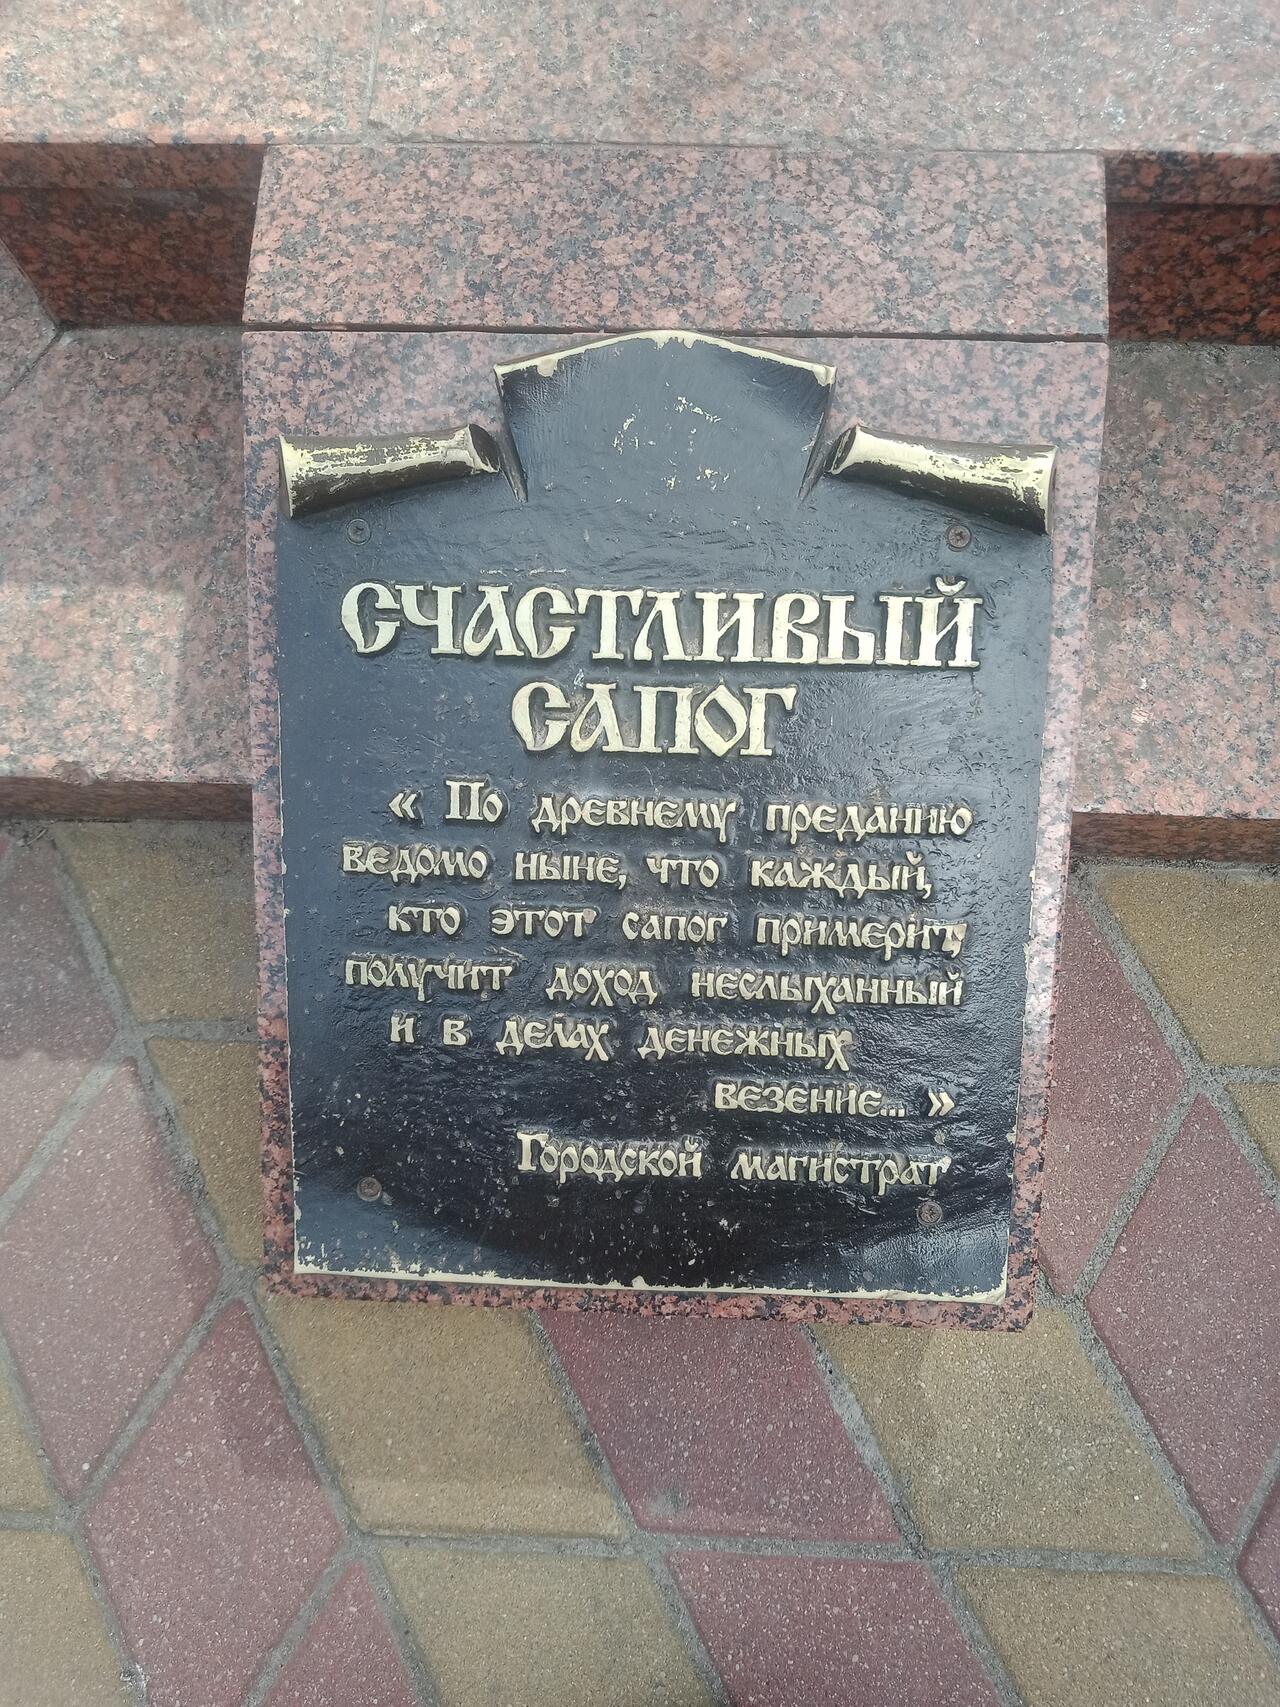 СЧАСТЛИВЫЙ
САПОГ
« По древнему преданию
ведомо ныне, что каждый,
кто этот сапог примерит,
получит доход неслыханный
и в делах денежных
везение... »
Городской магистрат